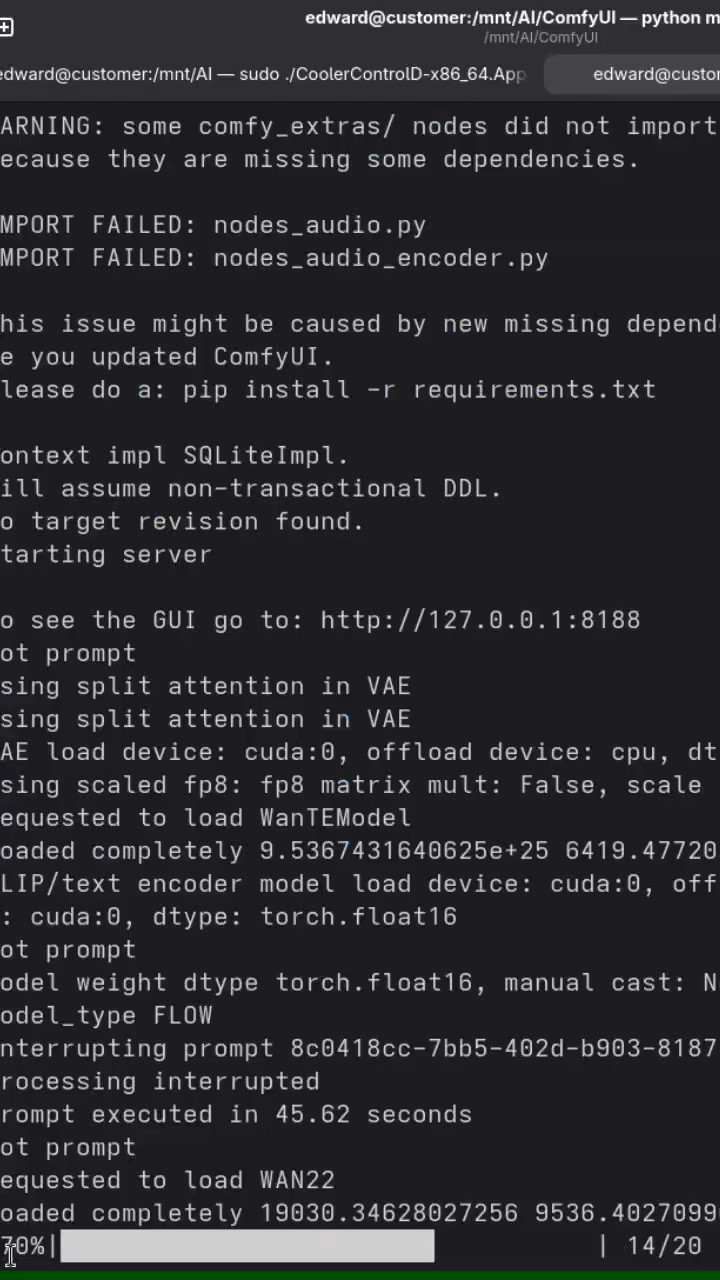 edward@customer:/mnt/AI/ComfyUI — python m
/mnt/AI/ComfyUI
edward@customer:/mnt/AI — sudo ./CoolerControlD-x86_64.App
edward@custo
ARNING: some comfy_extras/ nodes did not import
ecause they are missing some dependencies.
MPORT FAILED: nodes_audio.py
MPORT FAILED: nodes_audio_encoder.py
his issue might be caused by new missing depend
e you updated ComfyUI.
lease do a: pip install -r requirements.txt
ontext impl SQLiteImpl.
ill assume non-transactional DDL.
o target revision found.
tarting server
o see the GUI go to: http://127.0.0.1:8188
ot prompt
sing split attention in VAE
sing split attention in VAE
AE load device: cuda:0, offload device: cpu, dt
sing scaled fp8: fp8 matrix mult: False, scale
equested to load WanTEModel
oaded completely 9.5367431640625e+25 6419.47720
LIP/text encoder model load device: cuda:0, off
: cuda:0, dtype: torch.float16
ot prompt
odel weight dtype torch.float16, manual cast: N
odel_type FLOW
nterrupting prompt 8c0418cc-7bb5-402d-b903-8187
rocessing interrupted
rompt executed in 45.62 seconds
ot prompt
equested to load WAN22
oaded completely 19030.34628027256 9536.4027099
70%| | 14/20